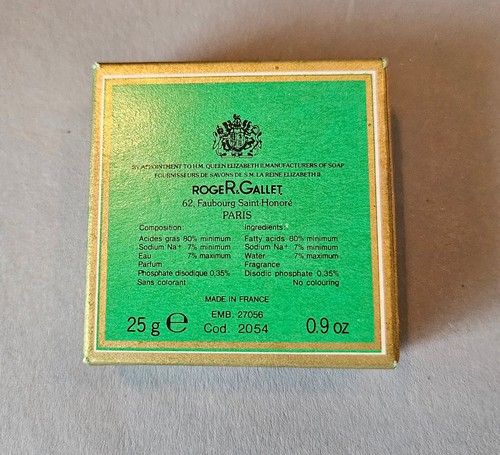 BY APPOINTMENT TO H.M. QUEEN ELIZABETH II MANUFACTURERS OF SOAP
FOURNISSEURS DE SAVONS DE S.M. LA REINE ELIZABETH II
ROGER.GALLET
62, Faubourg Saint-Honoré
PARIS
Composition: Ingredients:
Acides gras 80% minimum Fatty acids 80% minimum
Sodium Na+ 7% minimum Sodium Na+ 7% minimum
Eau 7% maximum Water 7% maximum
Parfum Fragrance
Phosphate disodique 0,35% Disodic phosphate 0,35%
Sans colorant No colouring
MADE IN FRANCE
EMB. 27056
25 g e Cod. 2054 0.9 oz